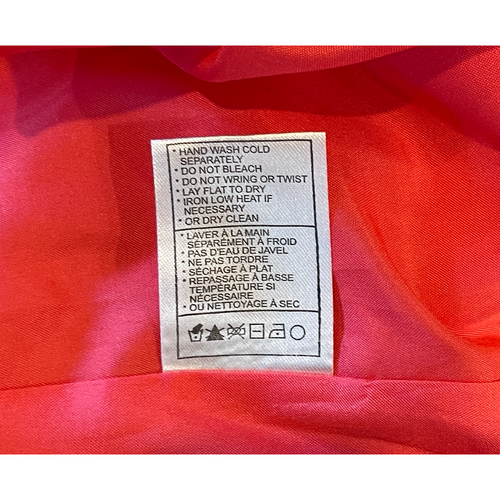 * HAND WASH COLD
SEPARATELY
* DO NOT BLEACH
* DO NOT WRING OR TWIST
* LAY FLAT TO DRY
* IRON LOW HEAT IF
NECESSARY
* OR DRY CLEAN
* LAVER À LA MAIN
SÉPARÉMENT À FROID
* PAS D'EAU DE JAVEL
* NE PAS TORDRE
* SÉCHAGE À PLAT
* REPASSAGE À BASSE
TEMPÉRATURE SI
NÉCESSAIRE
* OU NETTOYAGE À SEC